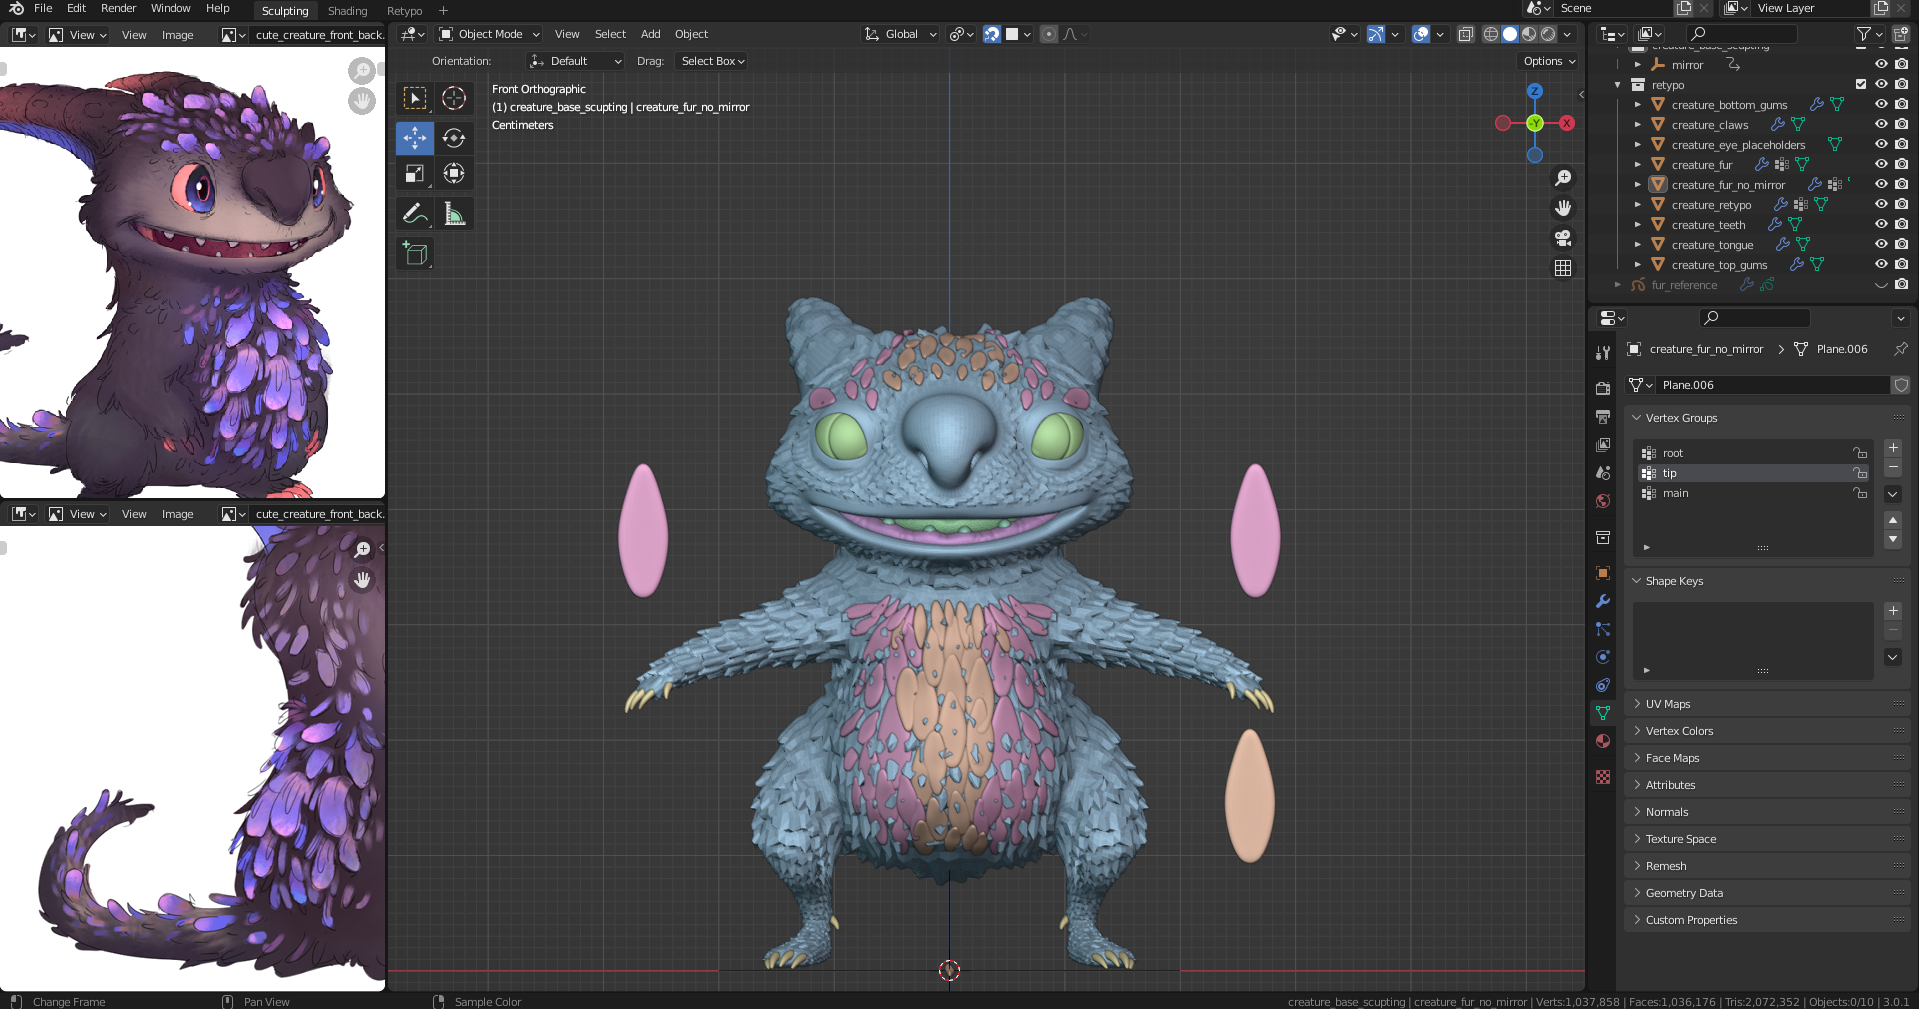 File Edit Render Window Help Sculpting Shading Retypo + Scene View Layer
View View Image cute_creature_front_back.
Object Mode View Select Add Object Global
Orientation: Default Drag: Select Box Options
Front Orthographic
(1) creature_base_scupting | creature_fur_no_mirror
Centimeters
Z
-Y
X
creature_base_scupting
mirror
retypo
creature_bottom_gums
creature_claws
creature_eye_placeholders
creature_fur
creature_fur_no_mirror
creature_retypo
creature_teeth
creature_tongue
creature_top_gums
fur_reference
creature_fur_no_mirror Plane.006
Plane.006
Vertex Groups
root
tip
main
Shape Keys
UV Maps
Vertex Colors
Face Maps
Attributes
Normals
Texture Space
Remesh
Geometry Data
Custom Properties
View View Image cute_creature_front_back.
Change Frame Pan View Sample Color creature_base_scupting | creature_fur_no_mirror | Verts:1,037,858 | Faces:1,036,176 | Tris:2,072,352 | Objects:0/10 | 3.0.1